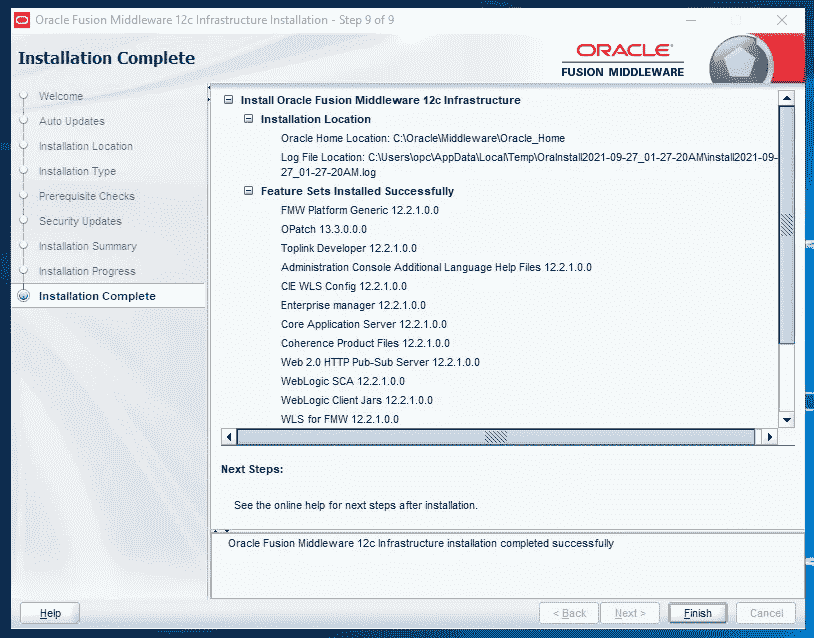 Oracle Fusion Middleware 12c Infrastructure Installation - Step 9 of 9
Installation Complete
ORACLE
FUSION MIDDLEWARE
Welcome
Auto Updates
Installation Location
Installation Type
Prerequisite Checks
Security Updates
Installation Summary
Installation Progress
Installation Complete
Install Oracle Fusion Middleware 12c Infrastructure
Installation Location
Oracle Home Location: C:\Oracle\Middleware\Oracle_Home
Log File Location: C:\Users\opc\AppData\Local\Temp\OraInstall2021-09-27_01-27-20AM\install2021-09-
27_01-27-20AM.log
Feature Sets Installed Successfully
FMW Platform Generic 12.2.1.0.0
OPatch 13.3.0.0.0
Toplink Developer 12.2.1.0.0
Administration Console Additional Language Help Files 12.2.1.0.0
CIE WLS Config 12.2.1.0.0
Enterprise manager 12.2.1.0.0
Core Application Server 12.2.1.0.0
Coherence Product Files 12.2.1.0.0
Web 2.0 HTTP Pub-Sub Server 12.2.1.0.0
WebLogic SCA 12.2.1.0.0
WebLogic Client Jars 12.2.1.0.0
WLS for FMW 12.2.1.0.0
Next Steps:
See the online help for next steps after installation.
Oracle Fusion Middleware 12c Infrastructure installation completed successfully
Help
< Back
Next >
Finish
Cancel